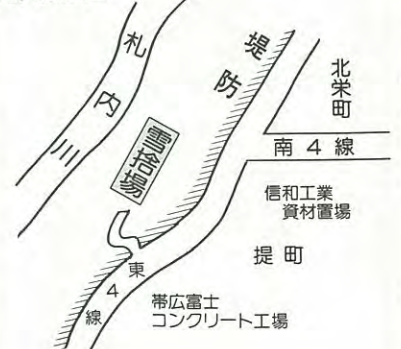 札内川
堤防
北栄町
雪捨場
南4線
信和工業
資材置場
提町
東4線
帯広富士
コンクリート工場